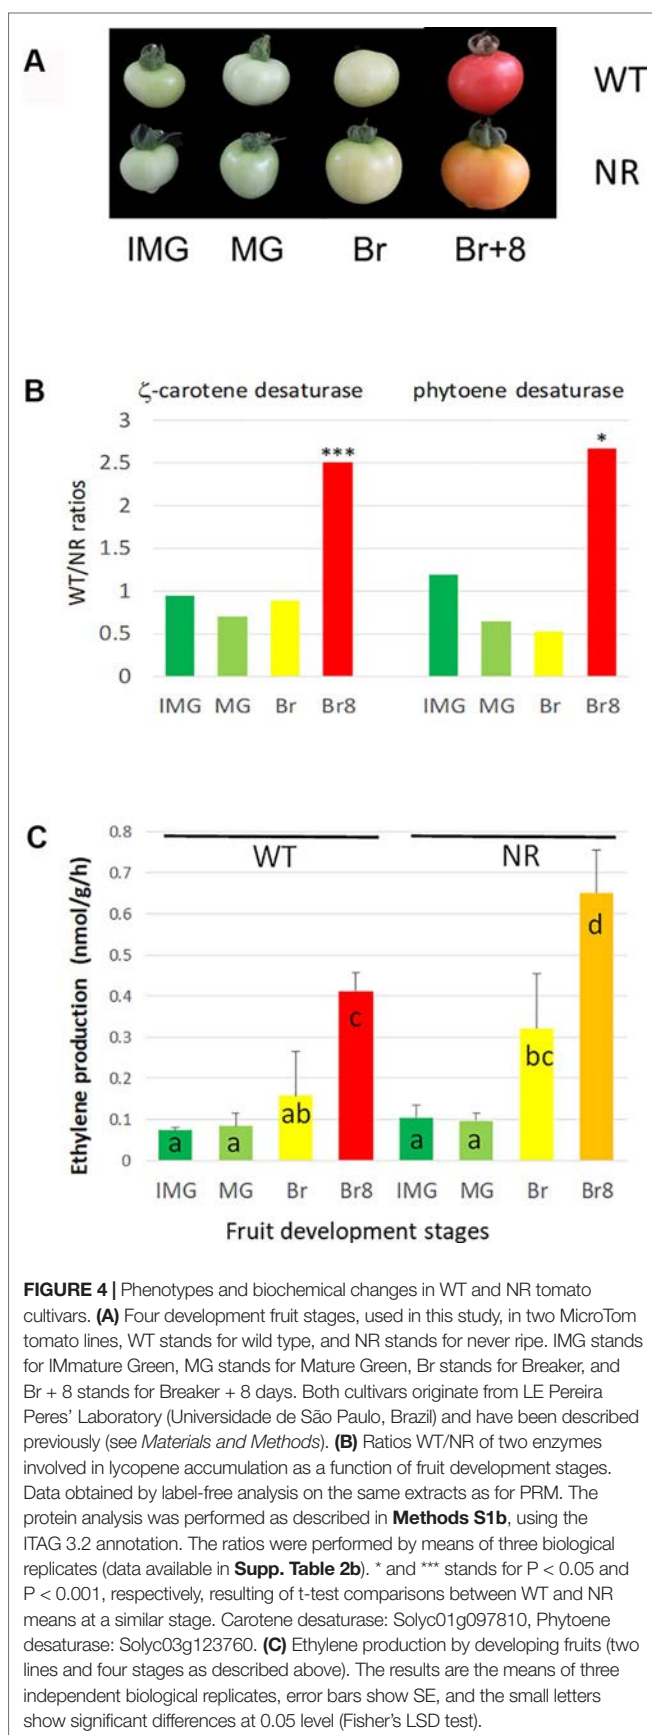 A
WT
NR
IMG MG Br Br+8
B
ζ-carotene desaturase phytoene desaturase
WT/NR ratios
3
2.5
2
1.5
1
0.5
0
***
*
IMG MG Br Br8 IMG MG Br Br8
C
Ethylene production (nmol/g/h)
0.8
0.7
0.6
0.5
0.4
0.3
0.2
0.1
0
WT NR
a a ab c a a bc d
IMG MG Br Br8 IMG MG Br Br8
Fruit development stages
FIGURE 4 | Phenotypes and biochemical changes in WT and NR tomato
cultivars. (A) Four development fruit stages, used in this study, in two MicroTom
tomato lines, WT stands for wild type, and NR stands for never ripe. IMG stands
for IMmature Green, MG stands for Mature Green, Br stands for Breaker, and
Br + 8 stands for Breaker + 8 days. Both cultivars originate from LE Pereira
Peres' Laboratory (Universidade de São Paulo, Brazil) and have been described
previously (see Materials and Methods). (B) Ratios WT/NR of two enzymes
involved in lycopene accumulation as a function of fruit development stages.
Data obtained by label-free analysis on the same extracts as for PRM. The
protein analysis was performed as described in Methods S1b, using the
ITAG 3.2 annotation. The ratios were performed by means of three biological
replicates (data available in Supp. Table 2b). * and *** stands for P < 0.05 and
P < 0.001, respectively, resulting of t-test comparisons between WT and NR
means at a similar stage. Carotene desaturase: Solyc01g097810, Phytoene
desaturase: Solyc03g123760. (C) Ethylene production by developing fruits (two
lines and four stages as described above). The results are the means of three
independent biological replicates, error bars show SE, and the small letters
show significant differences at 0.05 level (Fisher's LSD test).